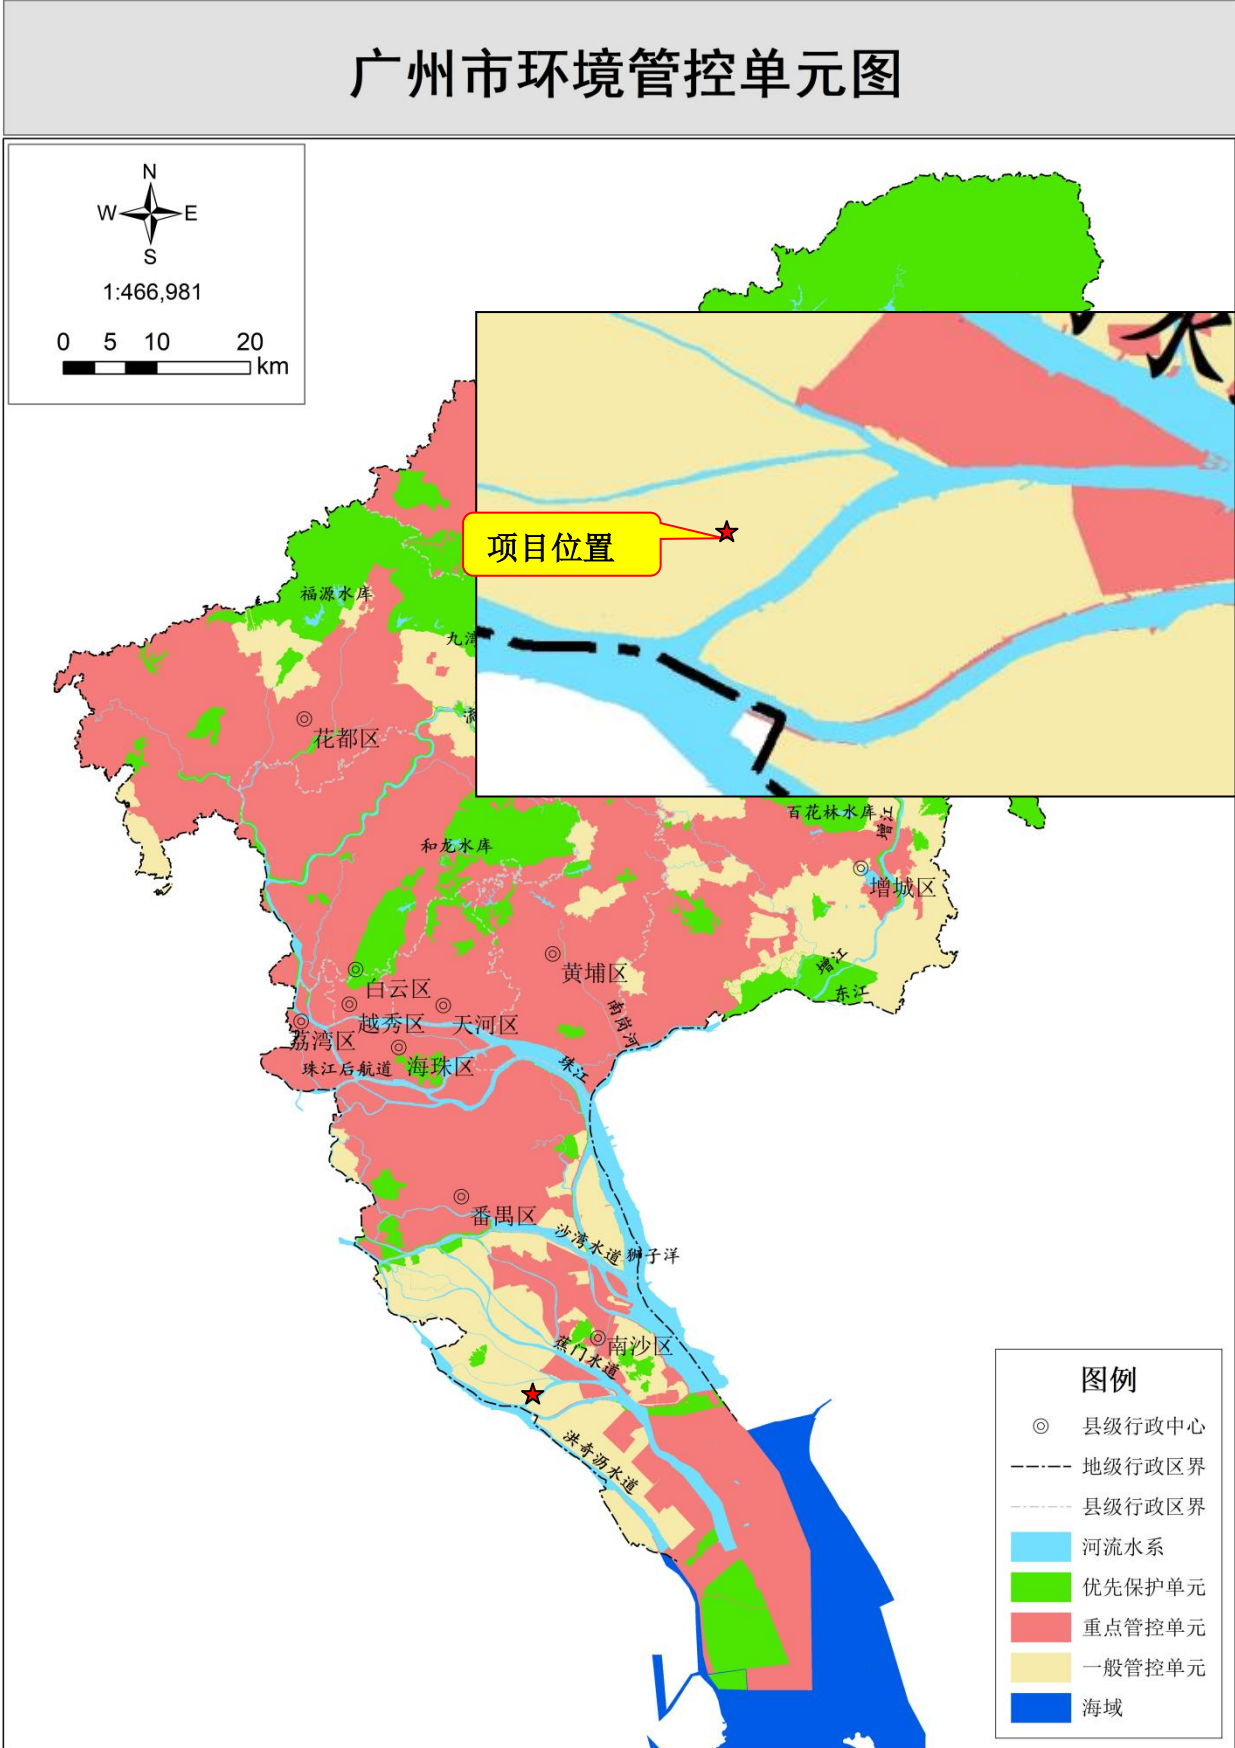 广州市环境管控单元图
N
W E
S
1:466,981
0 5 10 20
km
项目位置
福源水库
九湾
花都区
百花林水库
增江
和龙水库
增城区
黄埔区
增江
东江
白云区
越秀区
天河区
南岗河
荔湾区
海珠区
珠江后航道
珠江
番禺区
沙湾水道
狮子洋
南沙区
蕉门水道
洪奇沥水道
图例
县级行政中心
地级行政区界
县级行政区界
河流水系
优先保护单元
重点管控单元
一般管控单元
海域